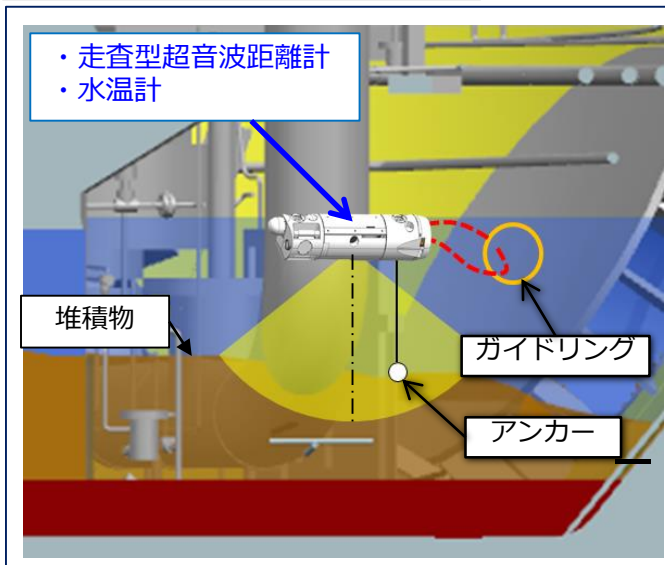 ・走査型超音波距離計
・水温計
堆積物
ガイドリング
アンカー